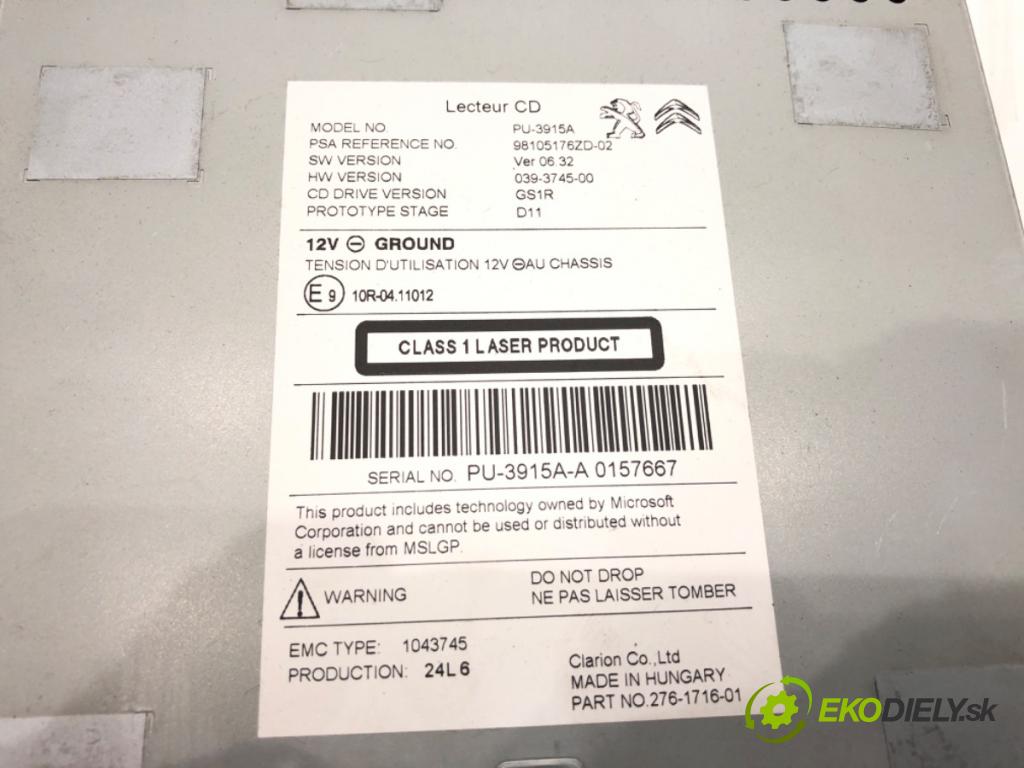 Lecteur CD
MODEL NO. PU-3915A
PSA REFERENCE NO. 98105176ZD-02
SW VERSION Ver 06.32
HW VERSION 039-3745-00
CD DRIVE VERSION GS1R
PROTOTYPE STAGE D11
12V ⊖ GROUND
TENSION D'UTILISATION 12V ⊖AU CHASSIS
E9 10R-04.11012
CLASS 1 LASER PRODUCT
SERIAL NO. PU-3915A-A 0157667
This product includes technology owned by Microsoft
Corporation and cannot be used or distributed without
a license from MSLGP.
WARNING
DO NOT DROP
NE PAS LAISSER TOMBER
EMC TYPE: 1043745
PRODUCTION: 24L6
Clarion Co.,Ltd
MADE IN HUNGARY
PART NO.276-1716-01
EKODIELY.sk